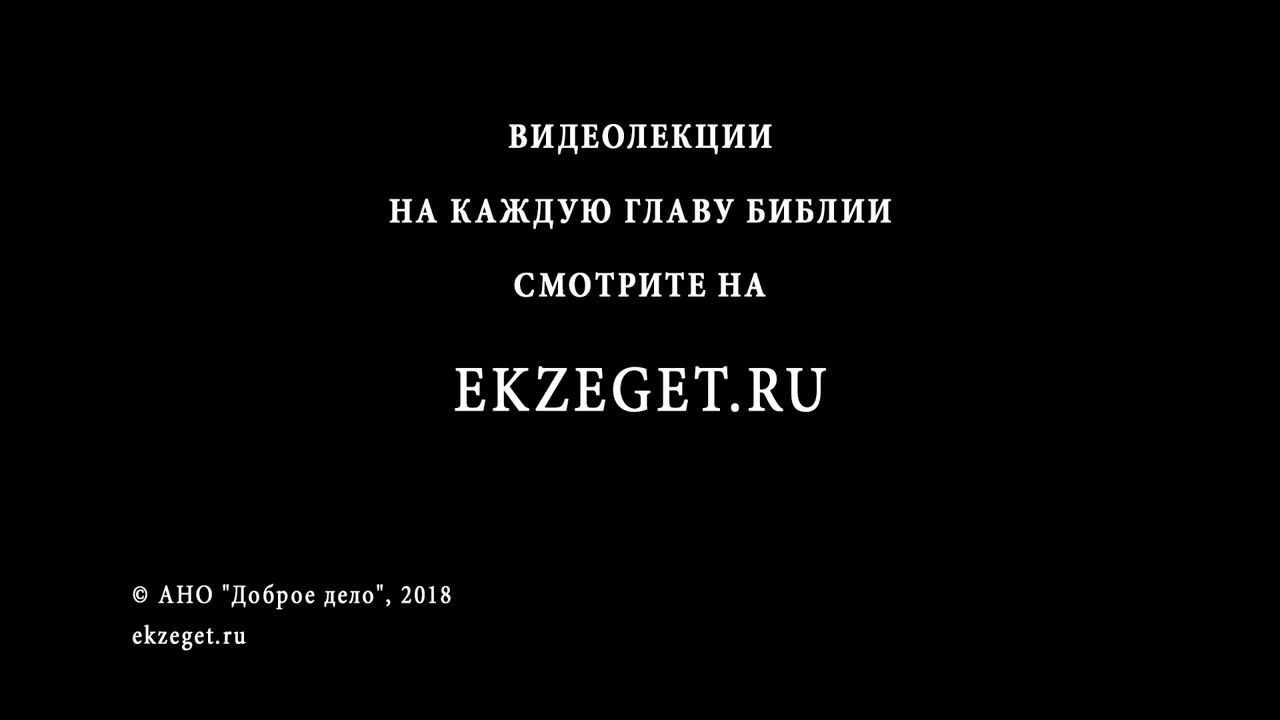 ВИДЕОЛЕКЦИИ
НА КАЖДУЮ ГЛАВУ БИБЛИИ
СМОТРИТЕ НА
EKZEGET.RU
© АНО "Доброе дело", 2018
ekzeget.ru